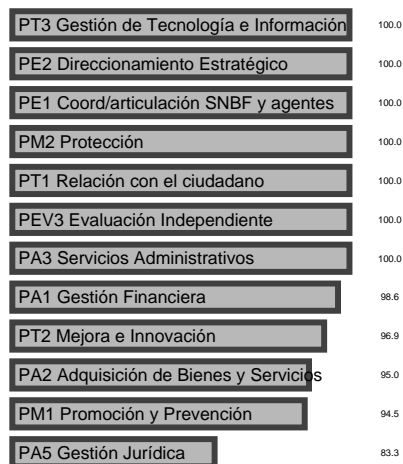 PT3 Gestión de Tecnología e Información 100.0
PE2 Direccionamiento Estratégico 100.0
PE1 Coord/articulación SNBF y agentes 100.0
PM2 Protección 100.0
PT1 Relación con el ciudadano 100.0
PEV3 Evaluación Independiente 100.0
PA3 Servicios Administrativos 100.0
PA1 Gestión Financiera 98.6
PT2 Mejora e Innovación 96.9
PA2 Adquisición de Bienes y Servicios 95.0
PM1 Promoción y Prevención 94.5
PA5 Gestión Jurídica 83.3